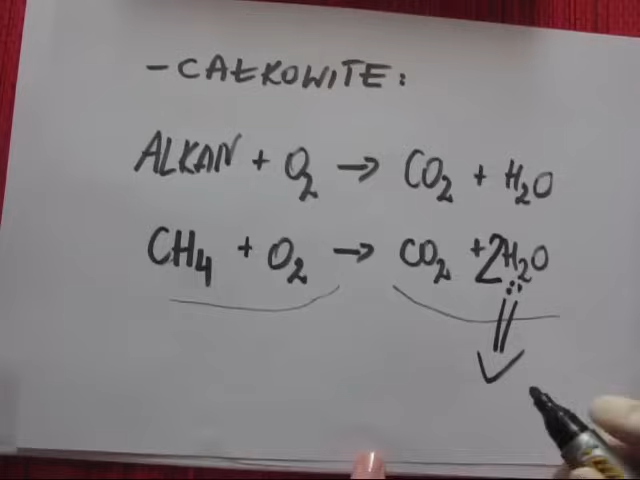 - CAŁKOWITE:
ALKAN + O₂ → CO₂ + H₂O
CH₄ + O₂ → CO₂ + 2H₂O